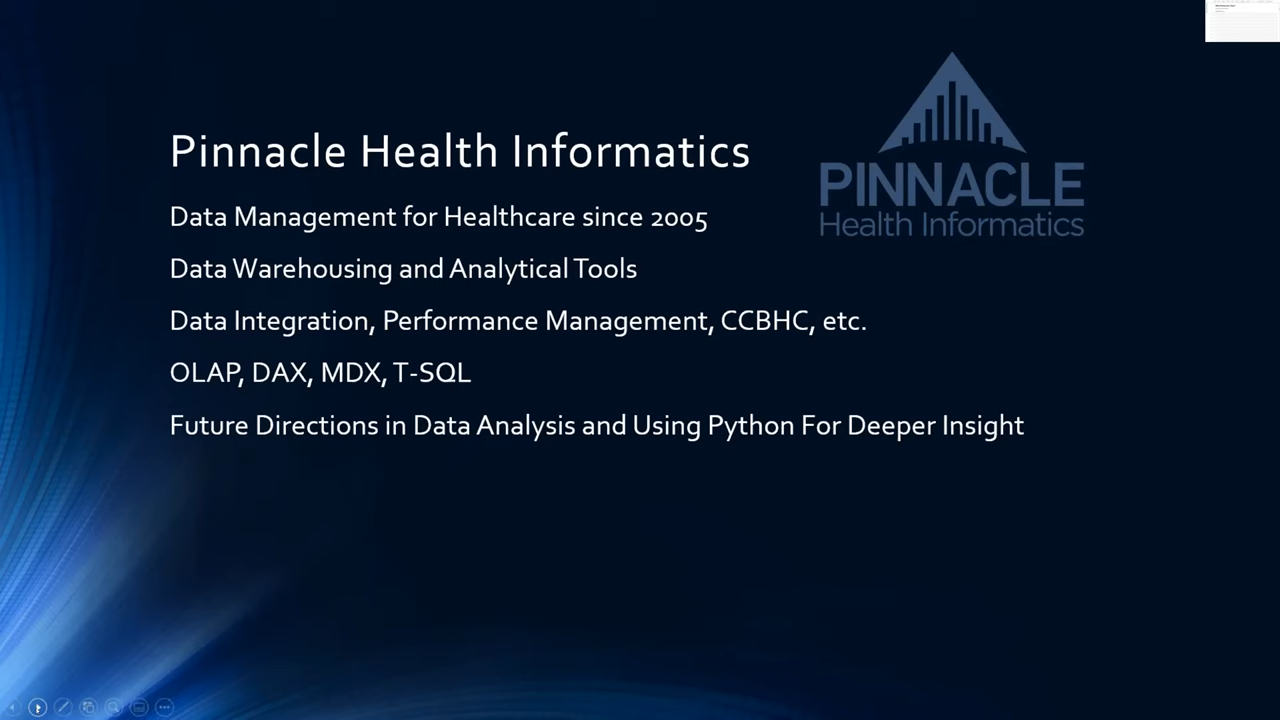 Pinnacle Health Informatics
Data Management for Healthcare since 2005
Data Warehousing and Analytical Tools
Data Integration, Performance Management, CCBHC, etc.
OLAP, DAX, MDX, T-SQL
Future Directions in Data Analysis and Using Python For Deeper Insight
PINNACLE
Health Informatics